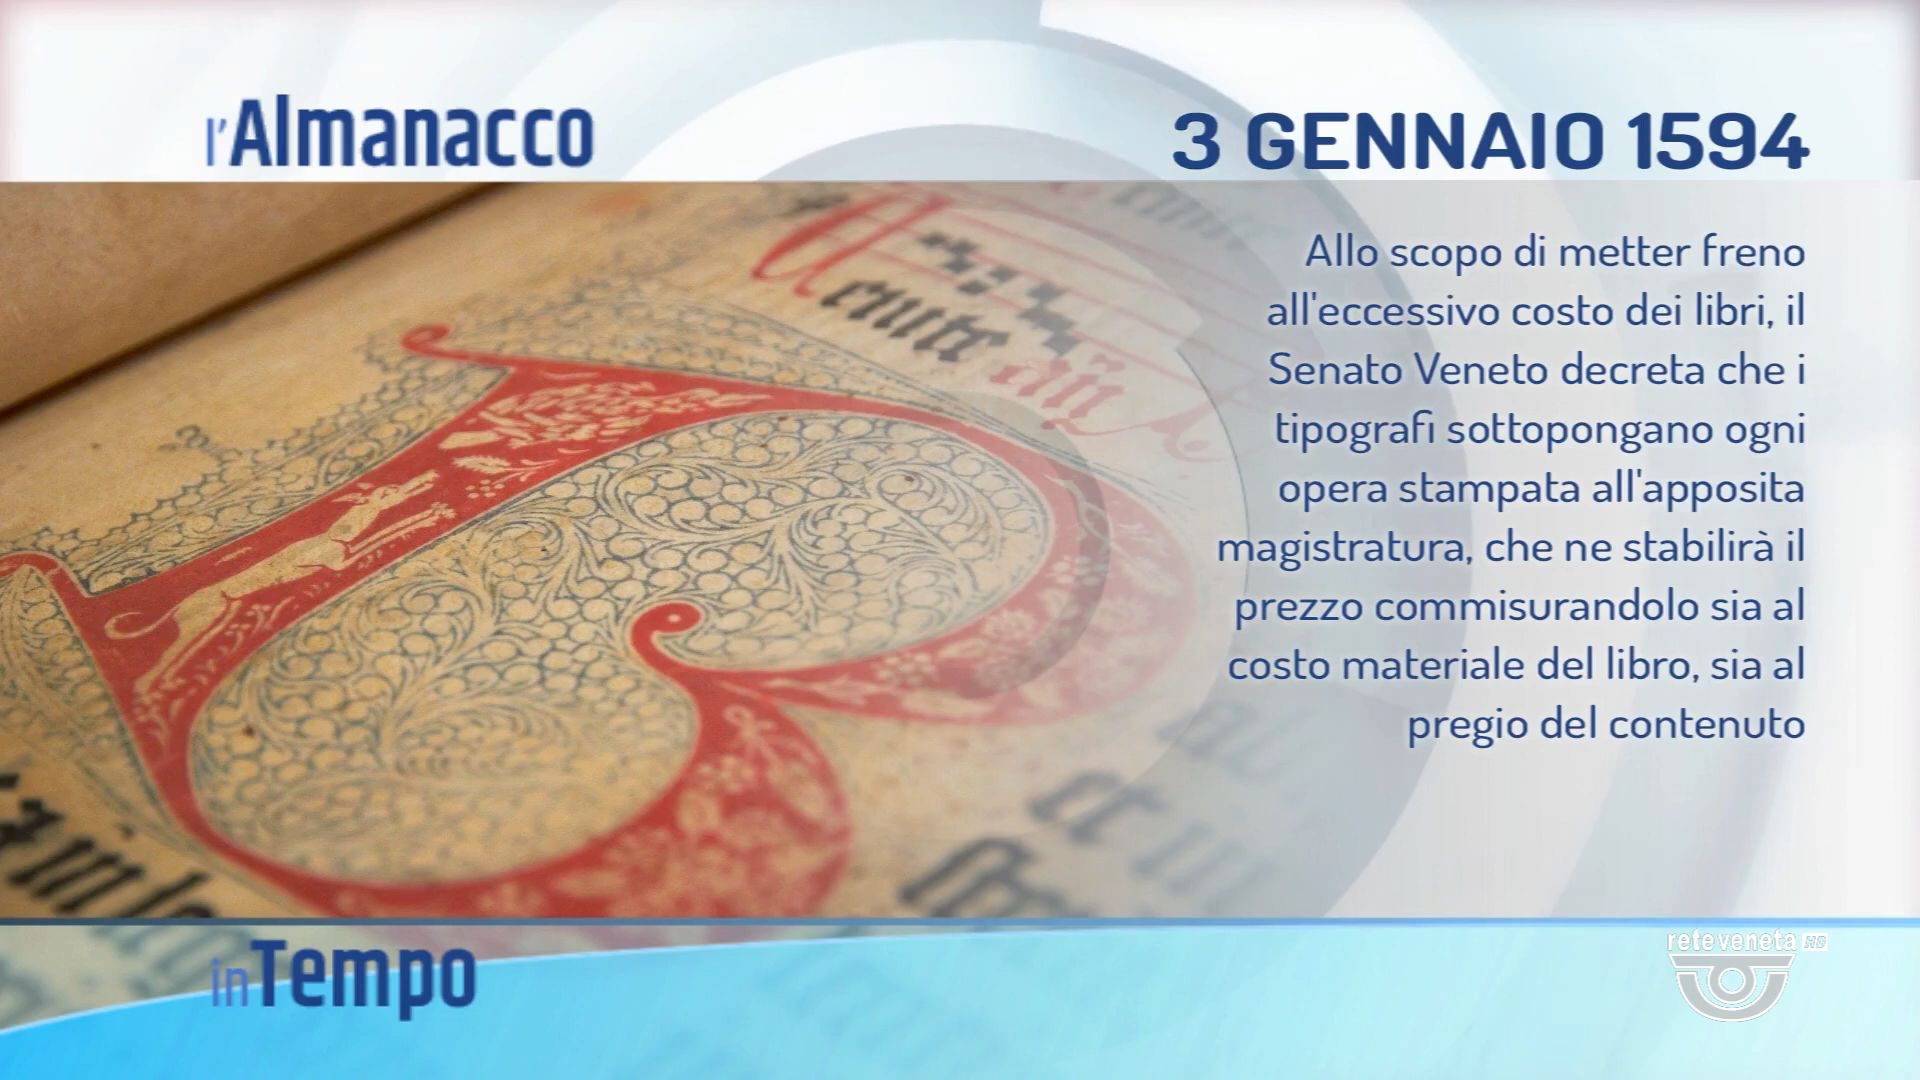 l'Almanacco
3 GENNAIO 1594
Allo scopo di metter freno
all'eccessivo costo dei libri, il
Senato Veneto decreta che i
tipografi sottopongano ogni
opera stampata all'apposita
magistratura, che ne stabilirà il
prezzo commisurandolo sia al
costo materiale del libro, sia al
pregio del contenuto
inTempo
reteveneta HD